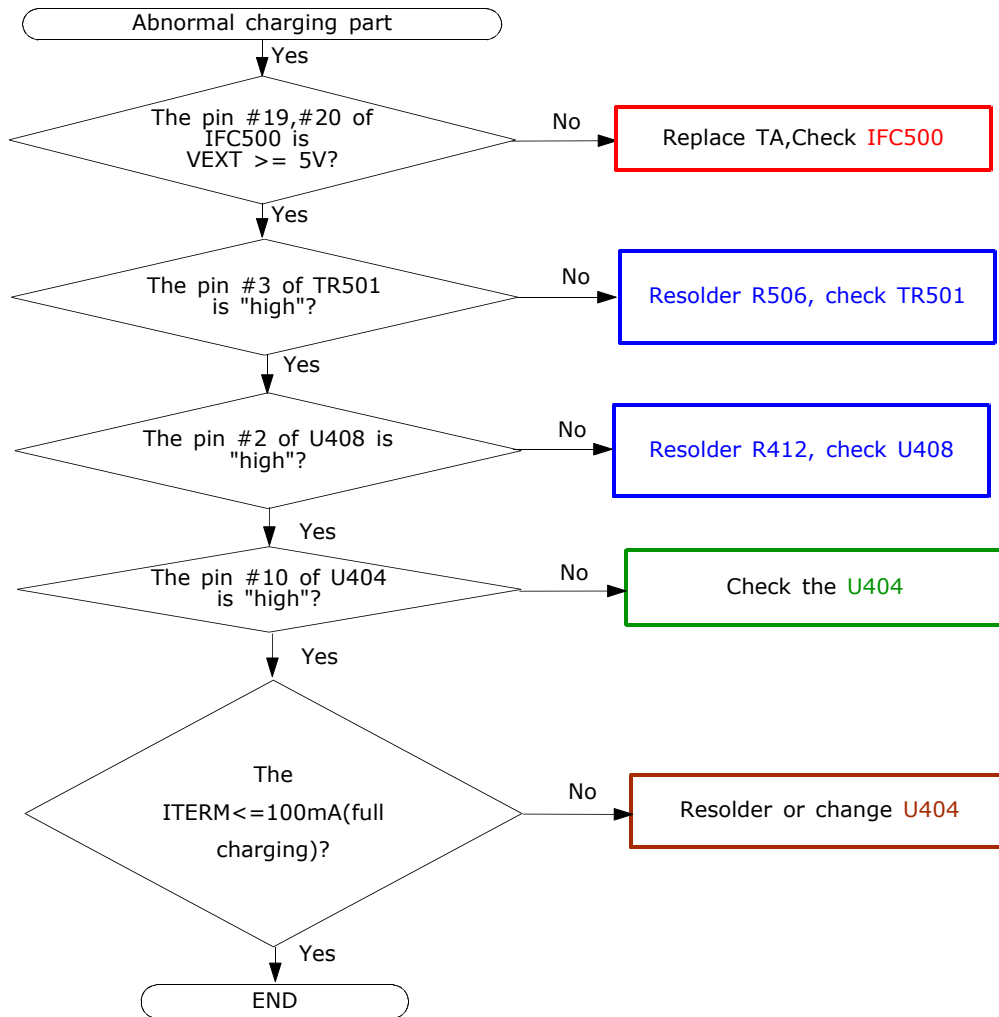 Abnormal charging part
Yes
The pin #19,#20 of
IFC500 is
VEXT >= 5V?
No
Replace TA,Check IFC500
Yes
The pin #3 of TR501
is "high"?
No
Resolder R506, check TR501
Yes
The pin #2 of U408 is
"high"?
No
Resolder R412, check U408
Yes
The pin #10 of U404
is "high"?
No
Check the U404
Yes
The
ITERM<=100mA(full
charging)?
No
Resolder or change U404
Yes
END